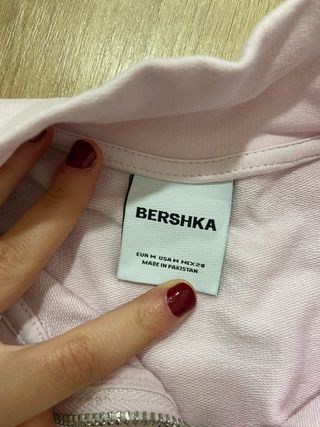 BERSHKA
EUR M USA M MEX 28
MADE IN PAKISTAN